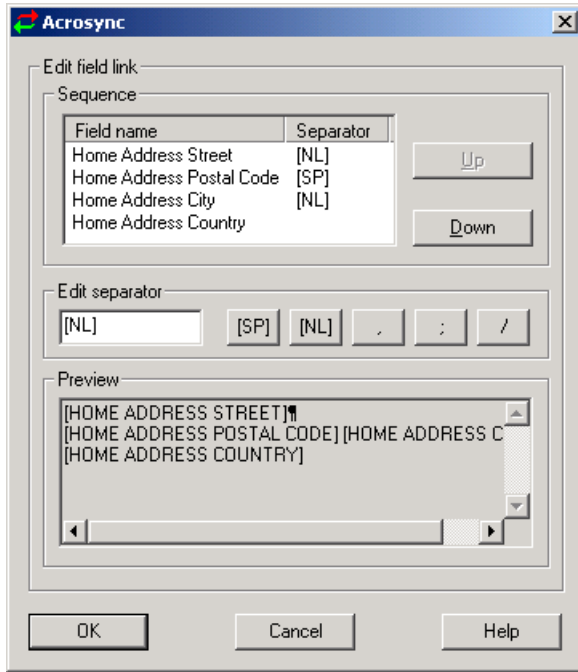 Acrosync
Edit field link
Sequence
Field name Separator
Home Address Street [NL]
Home Address Postal Code [SP]
Home Address City [NL]
Home Address Country
Up
Down
Edit separator
[NL] [SP] [NL] , ; /
Preview
[HOME ADDRESS STREET]¶
[HOME ADDRESS POSTAL CODE] [HOME ADDRESS C
[HOME ADDRESS COUNTRY]
OK Cancel Help